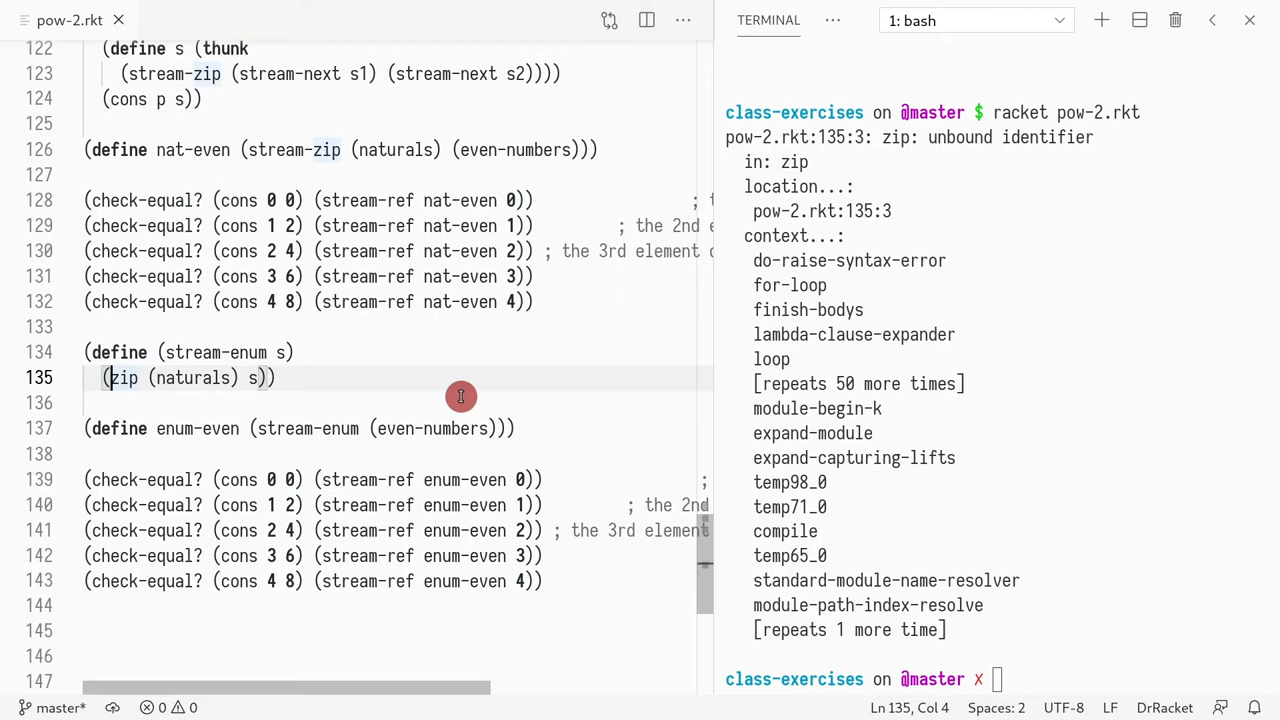 pow-2.rkt
TERMINAL
1: bash
122 (define s (thunk
123 (stream-zip (stream-next s1) (stream-next s2))))
124 (cons p s))
125
126 (define nat-even (stream-zip (naturals) (even-numbers)))
127
128 (check-equal? (cons 0 0) (stream-ref nat-even 0)) ; t
129 (check-equal? (cons 1 2) (stream-ref nat-even 1)) ; the 2nd e
130 (check-equal? (cons 2 4) (stream-ref nat-even 2)) ; the 3rd element o
131 (check-equal? (cons 3 6) (stream-ref nat-even 3))
132 (check-equal? (cons 4 8) (stream-ref nat-even 4))
133
134 (define (stream-enum s)
135 (zip (naturals) s))
136
137 (define enum-even (stream-enum (even-numbers)))
138
139 (check-equal? (cons 0 0) (stream-ref enum-even 0)) ;
140 (check-equal? (cons 1 2) (stream-ref enum-even 1)) ; the 2nd
141 (check-equal? (cons 2 4) (stream-ref enum-even 2)) ; the 3rd element
142 (check-equal? (cons 3 6) (stream-ref enum-even 3))
143 (check-equal? (cons 4 8) (stream-ref enum-even 4))
144
145
146
147
class-exercises on @master $ racket pow-2.rkt
pow-2.rkt:135:3: zip: unbound identifier
in: zip
location...:
pow-2.rkt:135:3
context...:
do-raise-syntax-error
for-loop
finish-bodys
lambda-clause-expander
loop
[repeats 50 more times]
module-begin-k
expand-module
expand-capturing-lifts
temp98_0
temp71_0
compile
temp65_0
standard-module-name-resolver
module-path-index-resolve
[repeats 1 more time]
class-exercises on @master ✗
master* 0 0 Ln 135, Col 4 Spaces: 2 UTF-8 LF DrRacket